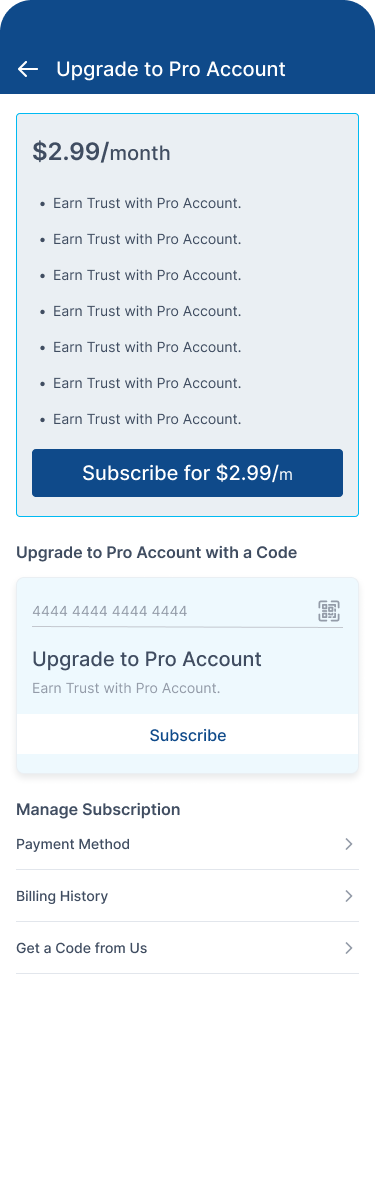 Upgrade to Pro Account
$2.99/month
• Earn Trust with Pro Account.
• Earn Trust with Pro Account.
• Earn Trust with Pro Account.
• Earn Trust with Pro Account.
• Earn Trust with Pro Account.
• Earn Trust with Pro Account.
• Earn Trust with Pro Account.
Subscribe for $2.99/m
Upgrade to Pro Account with a Code
4444 4444 4444 4444
Upgrade to Pro Account
Earn Trust with Pro Account.
Subscribe
Manage Subscription
Payment Method
Billing History
Get a Code from Us